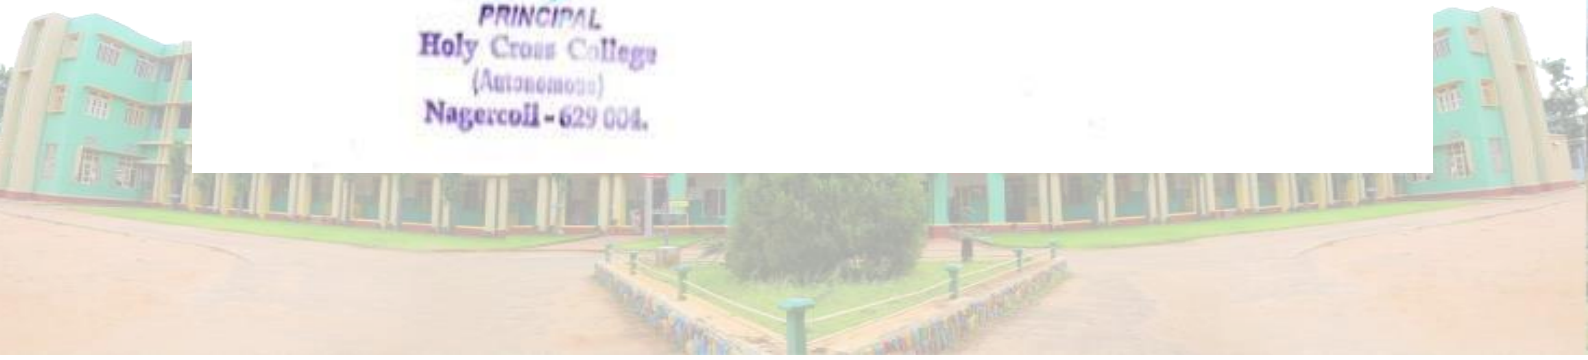 PRINCIPAL
Holy Cross College
(Autonomous)
Nagercoil - 629 004.